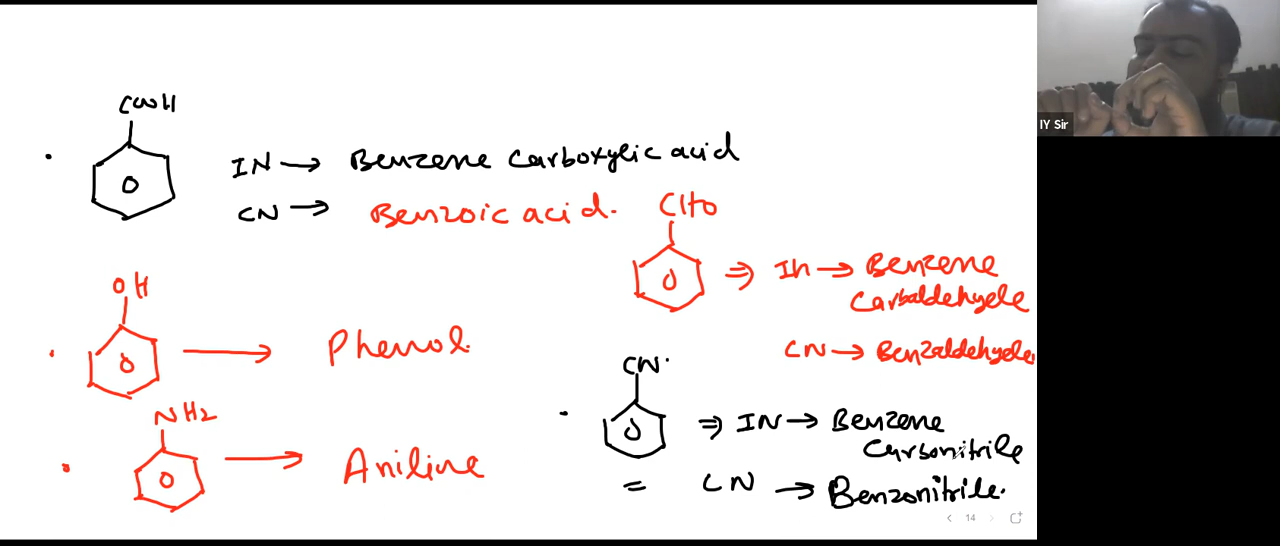 COOH
IN → Benzene Carboxylic acid
CN → Benzoic acid.
CHO
⇒ IN → Benzene
Carbaldehyde
CN → Benzaldehyde
OH
→ Phenol
NH2
→ Aniline
CN
⇒ IN → Benzene
Carbonitrile
= CN → Benzonitrile.
IY Sir
14